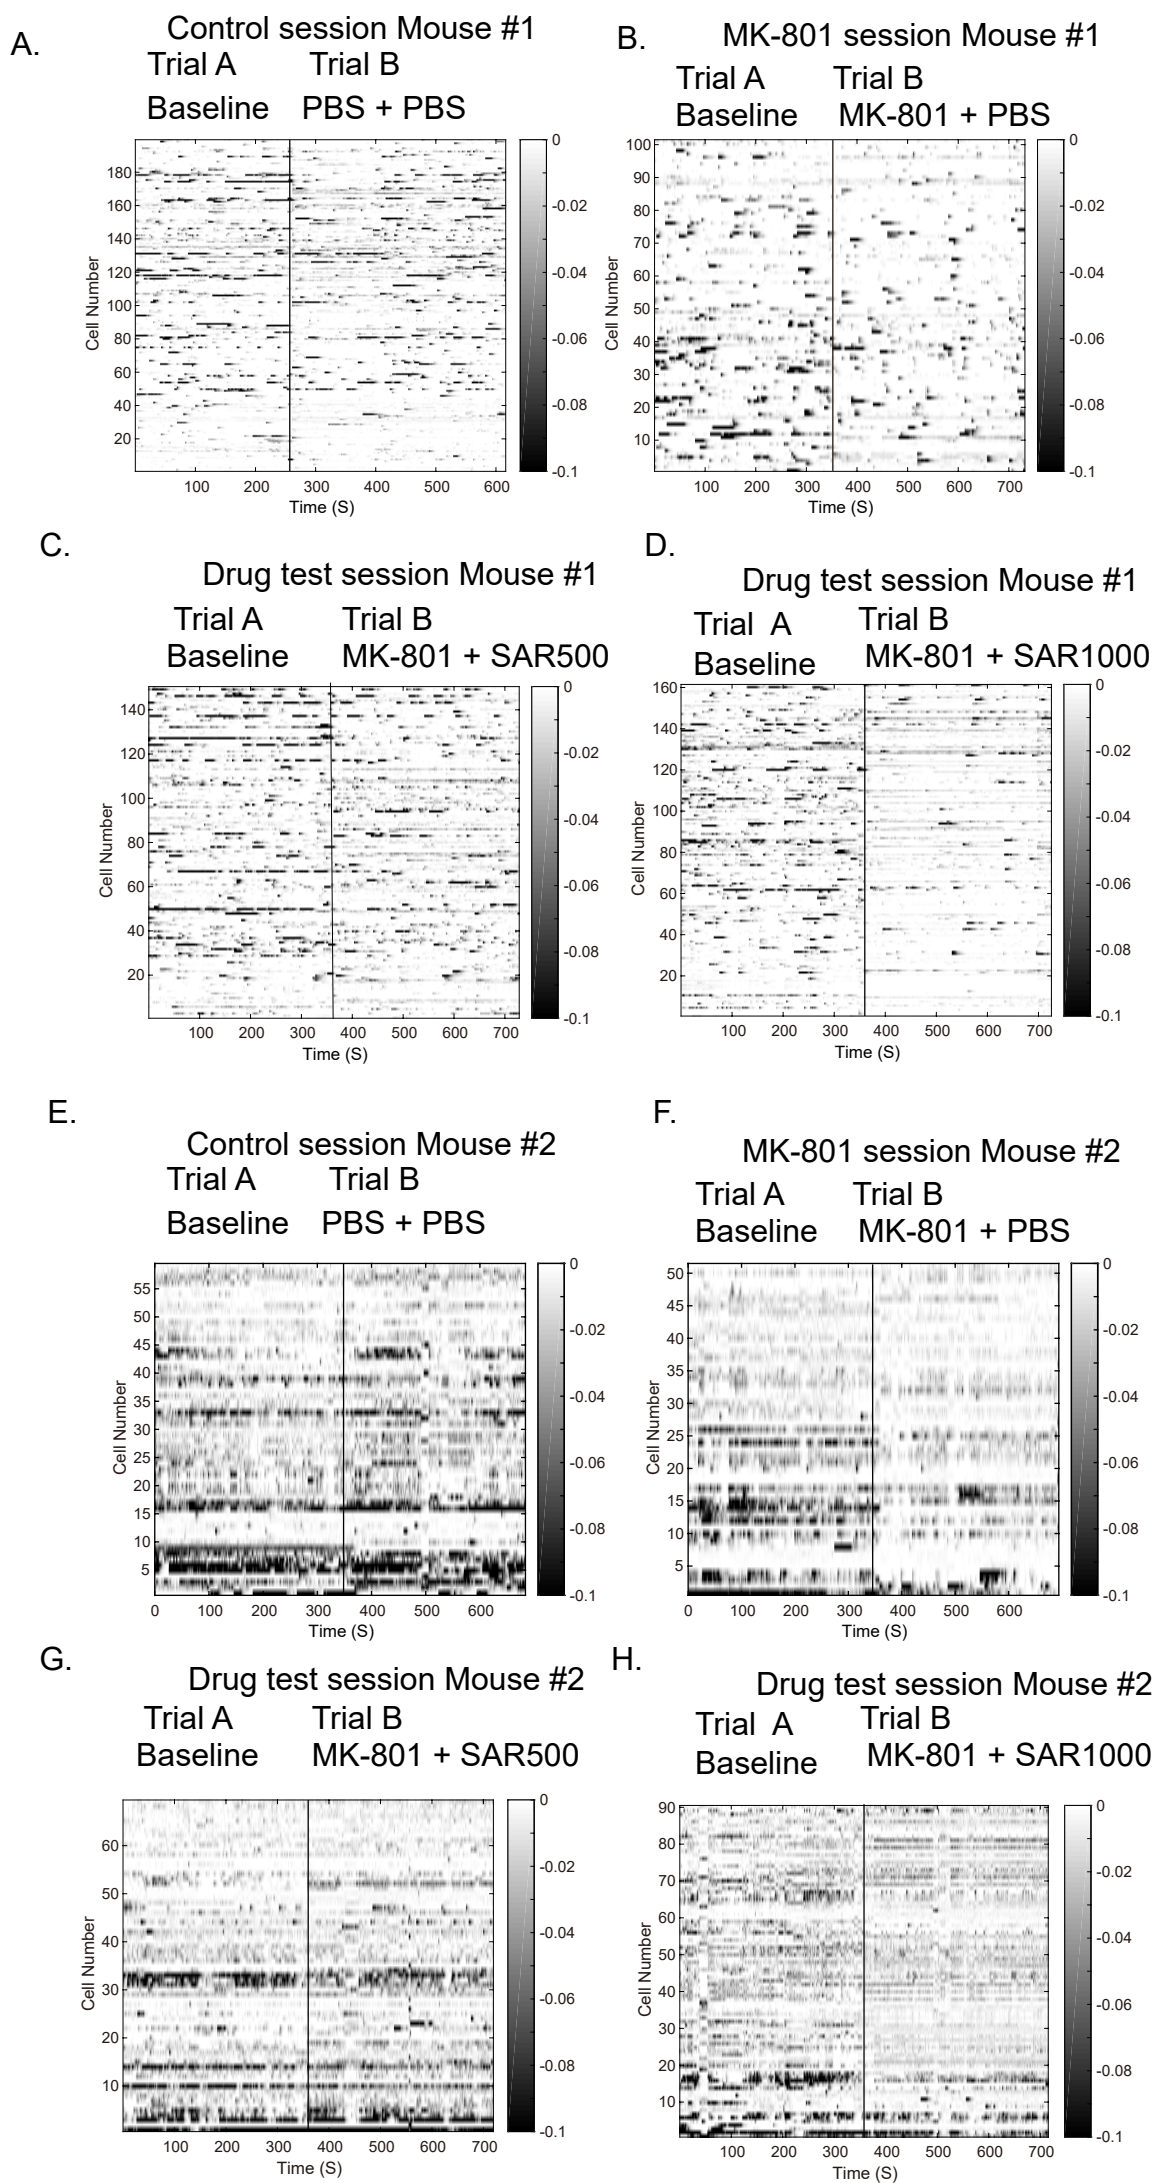 A.
Control session Mouse #1
Trial A
Trial B
Baseline
PBS + PBS
180
160
140
120
100
80
60
40
20
Cell Number
100
200
300
400
500
600
Time (S)
0
-0.02
-0.04
-0.06
-0.08
-0.1
B.
MK-801 session Mouse #1
Trial A
Trial B
Baseline
MK-801 + PBS
100
90
80
70
60
50
40
30
20
10
Cell Number
100
200
300
400
500
600
700
Time (S)
0
-0.02
-0.04
-0.06
-0.08
-0.1
C.
Drug test session Mouse #1
Trial A
Trial B
Baseline
MK-801 + SAR500
140
120
100
80
60
40
20
Cell Number
100
200
300
400
500
600
700
Time (S)
0
-0.02
-0.04
-0.06
-0.08
-0.1
D.
Drug test session Mouse #1
Trial A
Trial B
Baseline
MK-801 + SAR1000
160
140
120
100
80
60
40
20
Cell Number
100
200
300
400
500
600
700
Time (S)
0
-0.02
-0.04
-0.06
-0.08
-0.1
E.
Control session Mouse #2
Trial A
Trial B
Baseline
PBS + PBS
55
50
45
40
35
30
25
20
15
10
5
Cell Number
0
100
200
300
400
500
600
Time (S)
0
-0.02
-0.04
-0.06
-0.08
-0.1
F.
MK-801 session Mouse #2
Trial A
Trial B
Baseline
MK-801 + PBS
50
45
40
35
30
25
20
15
10
5
Cell Number
0
100
200
300
400
500
600
Time (S)
0
-0.02
-0.04
-0.06
-0.08
-0.1
G.
Drug test session Mouse #2
Trial A
Trial B
Baseline
MK-801 + SAR500
60
50
40
30
20
10
Cell Number
100
200
300
400
500
600
700
Time (S)
0
-0.02
-0.04
-0.06
-0.08
-0.1
H.
Drug test session Mouse #2
Trial A
Trial B
Baseline
MK-801 + SAR1000
90
80
70
60
50
40
30
20
10
Cell Number
100
200
300
400
500
600
700
Time (S)
0
-0.02
-0.04
-0.06
-0.08
-0.1